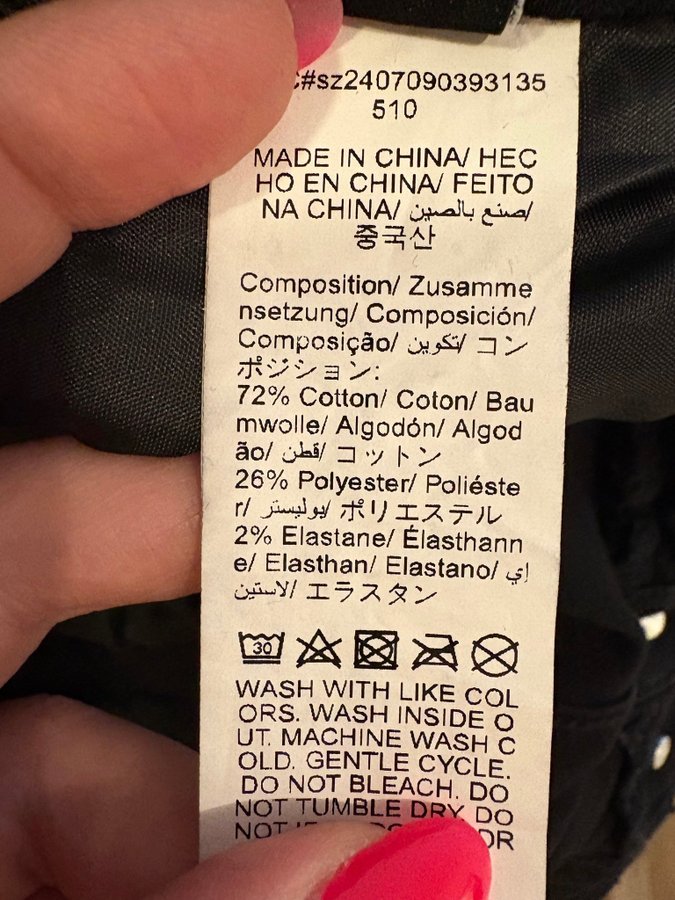 #sz2407090393135
510
MADE IN CHINA/ HEC
HO EN CHINA/ FEITO
NA CHINA/ صنع بالصين/
중국산
Composition/ Zusamme
nsetzung/ Composición/
Composição/ تكوين/ コン
ポジション:
72% Cotton/ Coton/ Bau
mwolle/ Algodón/ Algod
ão/ قطن/ コットン
26% Polyester/ Poliéste
r/ بوليستر/ ポリエステル
2% Elastane/ Élasthann
e/ Elasthan/ Elastano/ إي
لاستين/ エラスタン
30
WASH WITH LIKE COL
ORS. WASH INSIDE O
UT. MACHINE WASH C
OLD. GENTLE CYCLE.
DO NOT BLEACH. DO
NOT TUMBLE DRY. DO
NOT